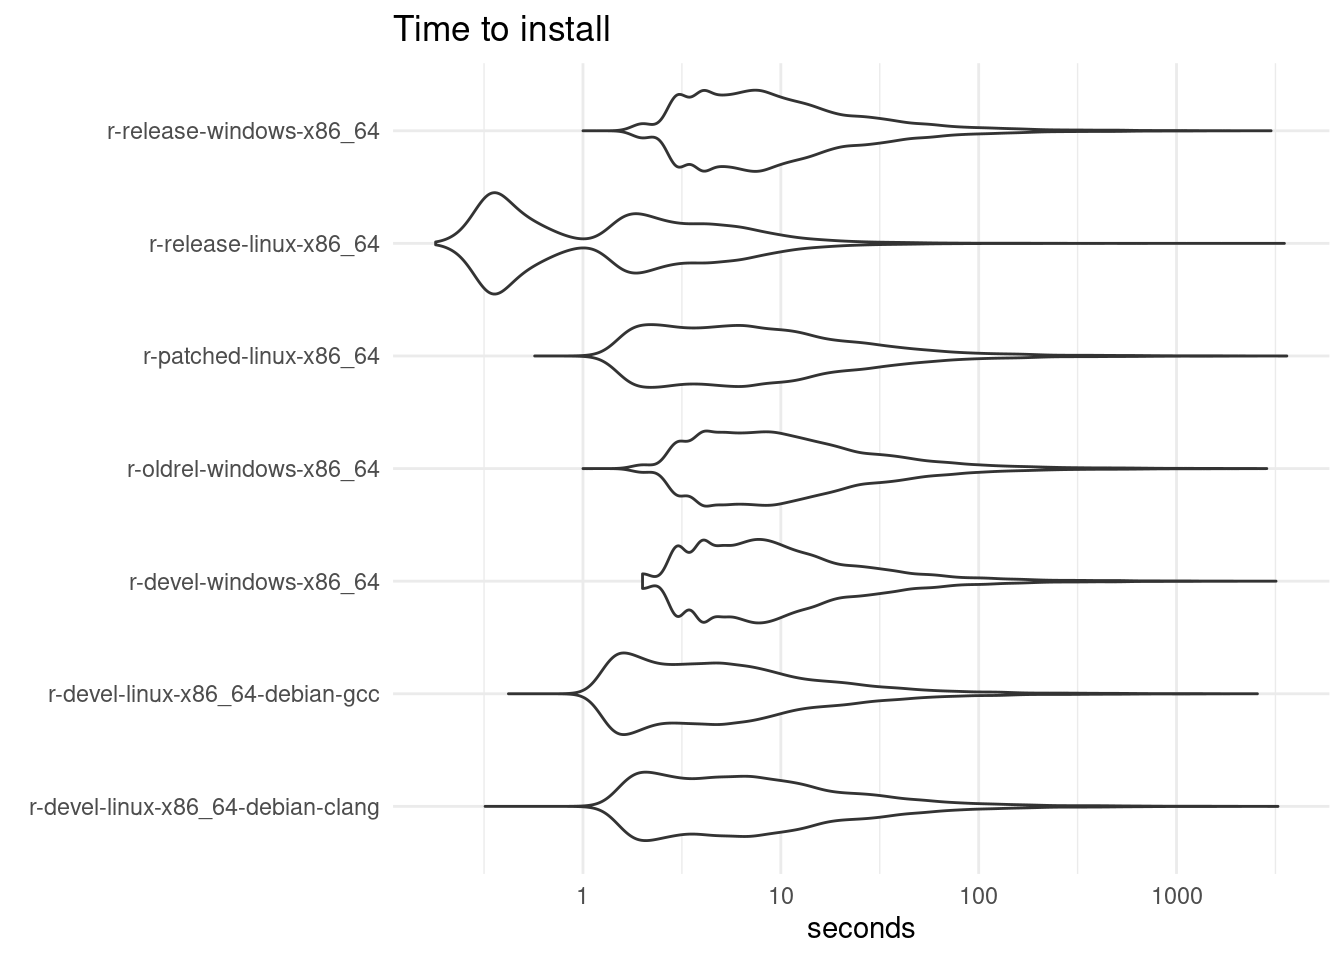 Time to install
r-release-windows-x86_64
r-release-linux-x86_64
r-patched-linux-x86_64
r-oldrel-windows-x86_64
r-devel-windows-x86_64
r-devel-linux-x86_64-debian-gcc
r-devel-linux-x86_64-debian-clang
1 10 100 1000
seconds